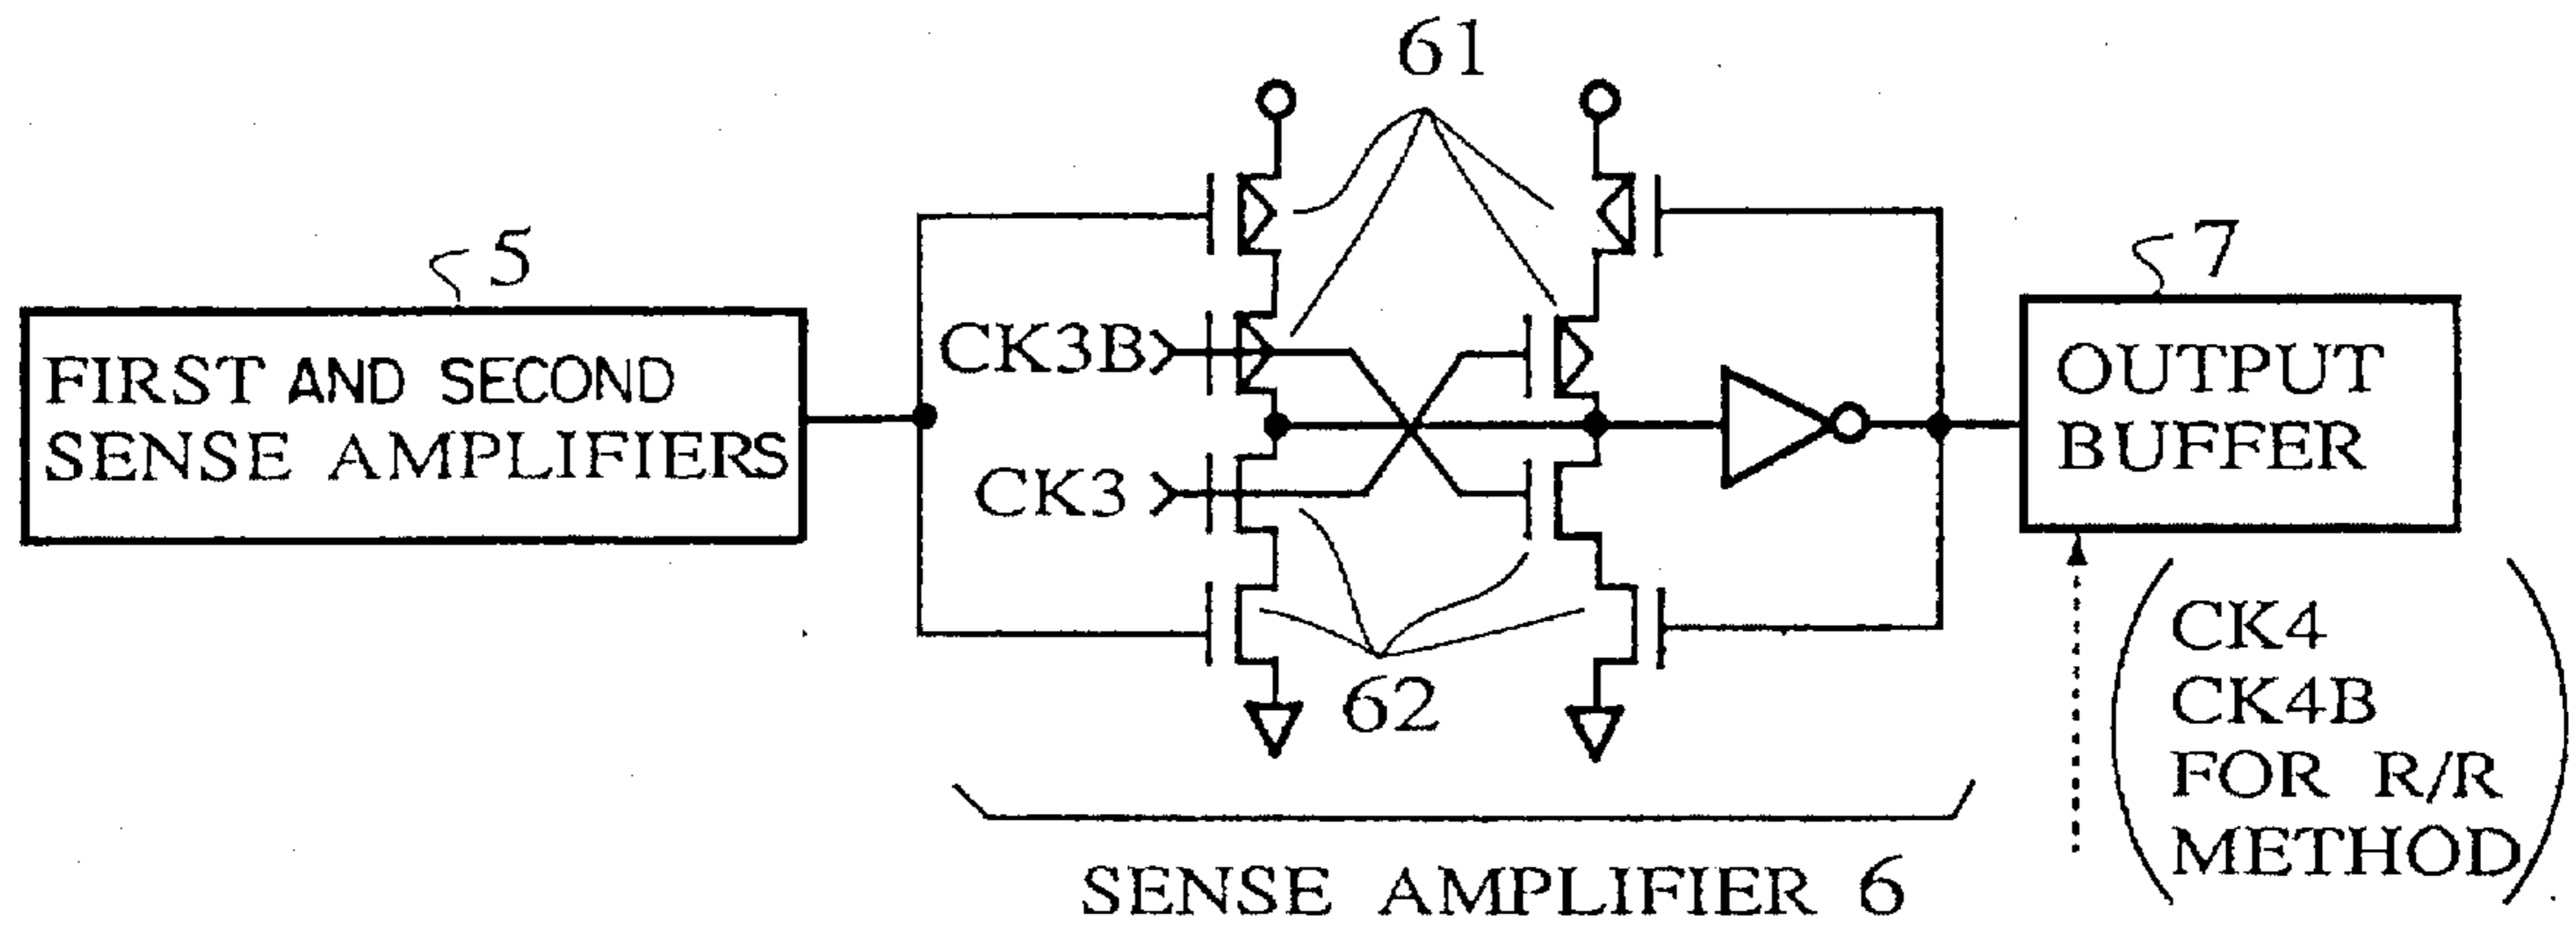 61
5
7
FIRST AND SECOND
SENSE AMPLIFIERS
CK3B
CK3
OUTPUT
BUFFER
62
CK4
CK4B
FOR R/R
METHOD
SENSE AMPLIFIER 6